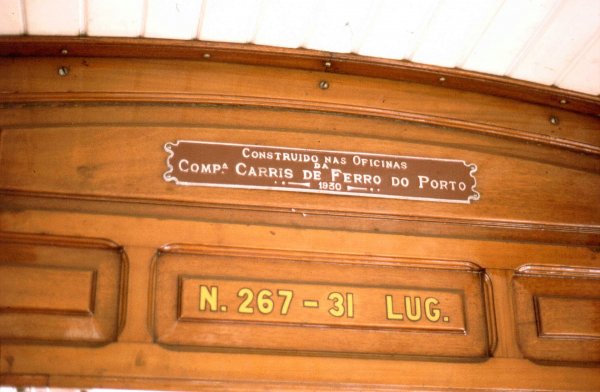 CONSTRUIDO NAS OFICINAS
DA
COMPª CARRIS DE FERRO DO PORTO
1930
N. 267-31 LUG.